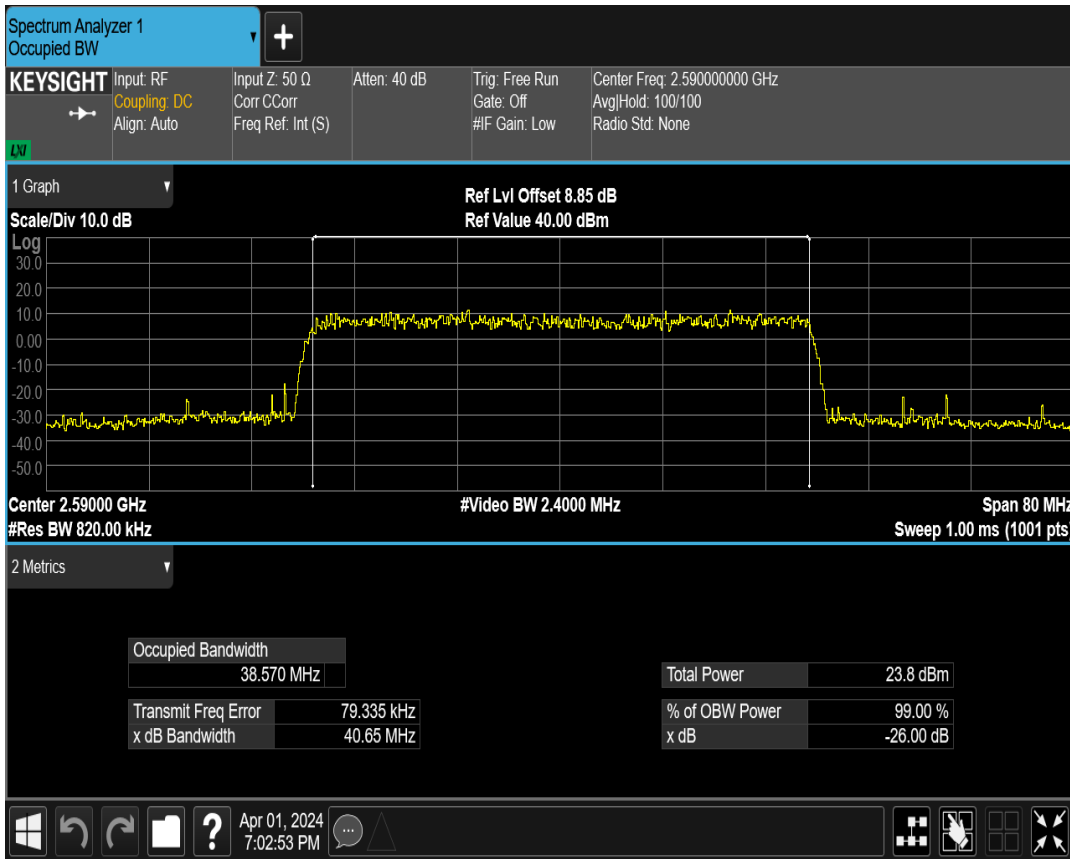 Spectrum Analyzer 1
Occupied BW
+
KEYSIGHT
LXI
Input: RF
Coupling: DC
Align: Auto
Input Z: 50 Ω
Corr CCorr
Freq Ref: Int (S)
Atten: 40 dB
Trig: Free Run
Gate: Off
#IF Gain: Low
Center Freq: 2.590000000 GHz
Avg|Hold: 100/100
Radio Std: None
1 Graph
Ref Lvl Offset 8.85 dB
Scale/Div 10.0 dB
Ref Value 40.00 dBm
Log
30.0
20.0
10.0
0.00
-10.0
-20.0
-30.0
-40.0
-50.0
Center 2.59000 GHz
#Video BW 2.4000 MHz
Span 80 MHz
#Res BW 820.00 kHz
Sweep 1.00 ms (1001 pts)
2 Metrics
Occupied Bandwidth
38.570 MHz
Total Power 23.8 dBm
Transmit Freq Error 79.335 kHz
% of OBW Power 99.00 %
x dB Bandwidth 40.65 MHz
x dB -26.00 dB
?
Apr 01, 2024
7:02:53 PM